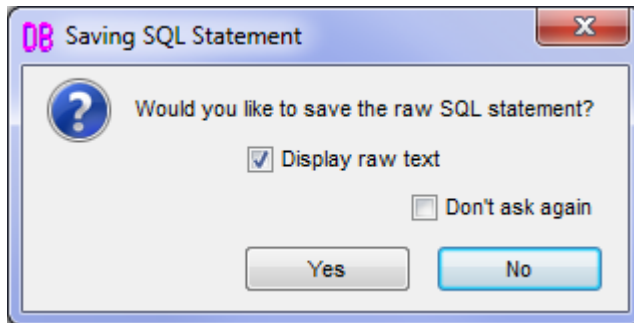 DB Saving SQL Statement
Would you like to save the raw SQL statement?
Display raw text
Don't ask again
Yes No